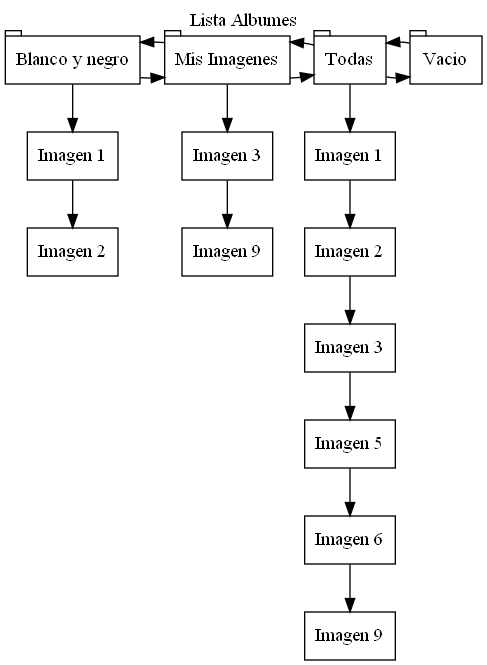 Lista Albumes
Blanco y negro
Mis Imagenes
Todas
Vacio
Imagen 1
Imagen 3
Imagen 1
Imagen 2
Imagen 9
Imagen 2
Imagen 3
Imagen 5
Imagen 6
Imagen 9